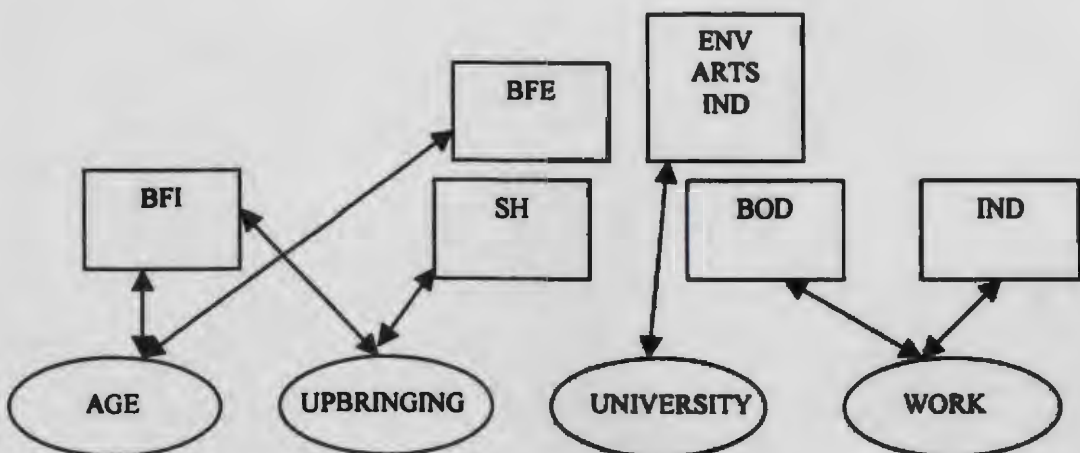 ENV
ARTS
IND
BFE
BFI
SH
BOD
IND
AGE
UPBRINGING
UNIVERSITY
WORK